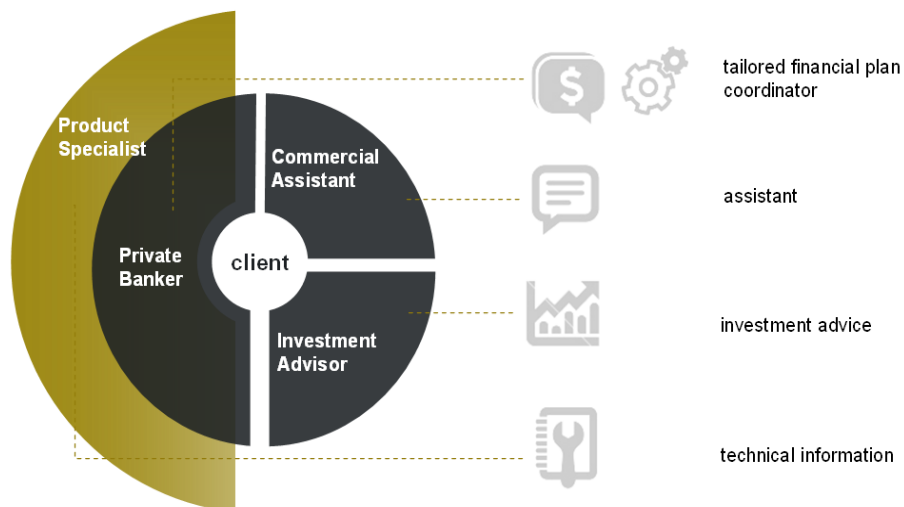 Product
Specialist
Commercial
Assistant
Private
Banker
client
Investment
Advisor
$
tailored financial plan
coordinator
assistant
investment advice
technical information